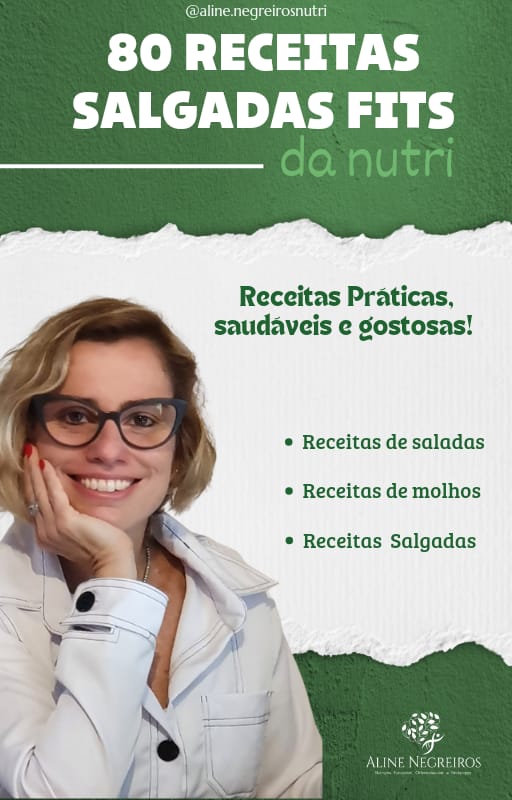 @aline.negreirosnutri
80 RECEITAS
SALGADAS FITS
da nutri
Receitas Práticas,
saudáveis e gostosas!
• Receitas de saladas
• Receitas de molhos
• Receitas Salgadas
ALINE NEGREIROS